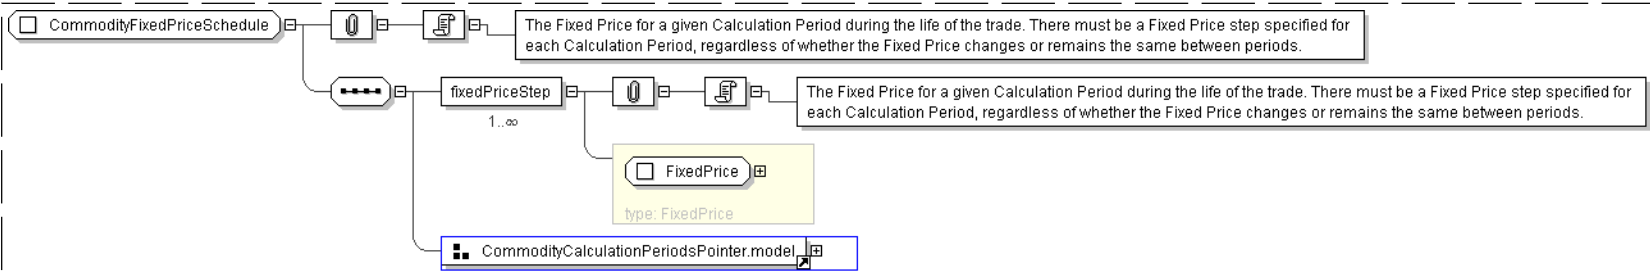 CommodityFixedPriceSchedule
The Fixed Price for a given Calculation Period during the life of the trade. There must be a Fixed Price step specified for
each Calculation Period, regardless of whether the Fixed Price changes or remains the same between periods.
fixedPriceStep
1..∞
The Fixed Price for a given Calculation Period during the life of the trade. There must be a Fixed Price step specified for
each Calculation Period, regardless of whether the Fixed Price changes or remains the same between periods.
FixedPrice
type: FixedPrice
CommodityCalculationPeriodsPointer.model